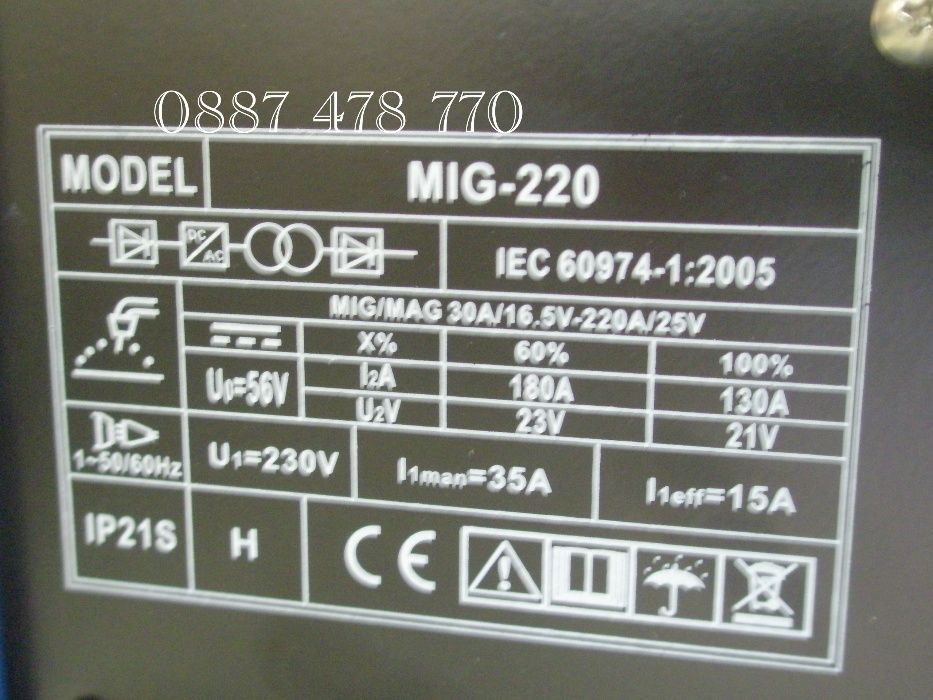 0887 478 770
MODEL MIG-220
DC/AC IEC 60974-1:2005
MIG/MAG 30A/16.5V-220A/25V
X% 60% 100%
U0=56V I2A 180A 130A
U2V 23V 21V
1~50/60Hz U1=230V I1man=35A I1eff=15A
IP21S H CE